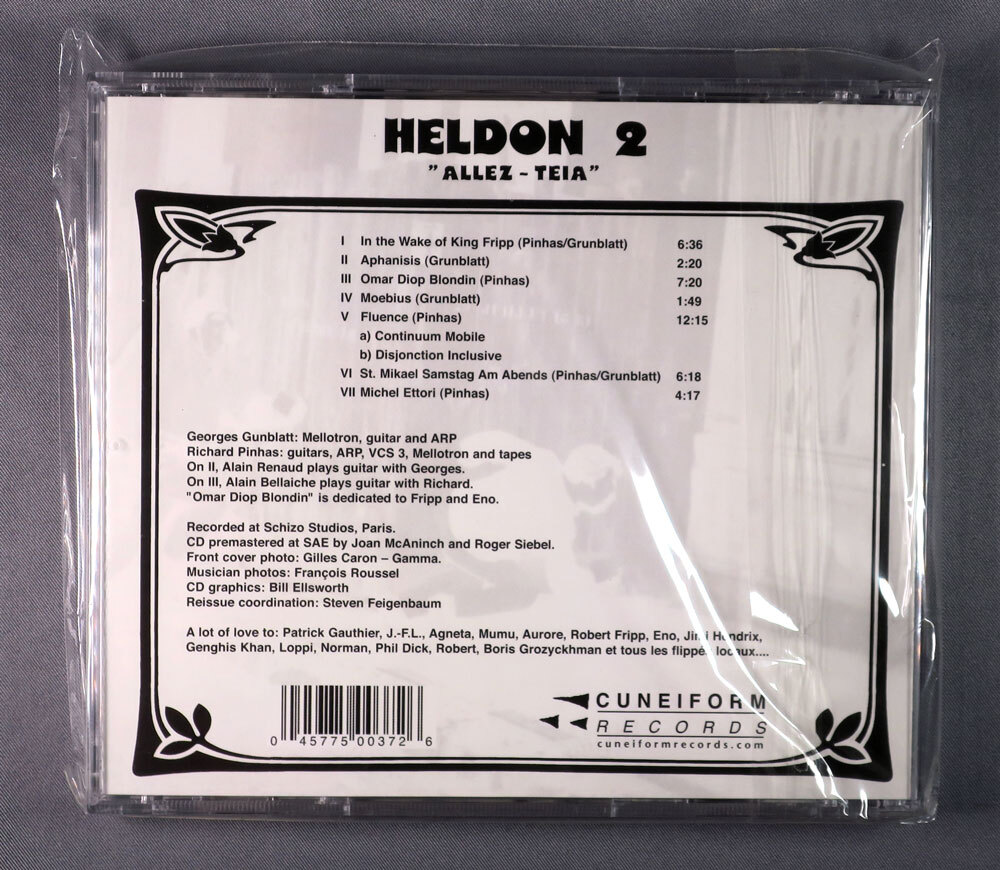 HELDON 2
"ALLEZ - TEIA"
I In the Wake of King Fripp (Pinhas/Grunblatt) 6:36
II Aphanisis (Grunblatt) 2:20
III Omar Diop Blondin (Pinhas) 7:20
IV Moebius (Grunblatt) 1:49
V Fluence (Pinhas) 12:15
a) Continuum Mobile
b) Disjonction Inclusive
VI St. Mikael Samstag Am Abends (Pinhas/Grunblatt) 6:18
VII Michel Ettori (Pinhas) 4:17
Georges Gunblatt: Mellotron, guitar and ARP
Richard Pinhas: guitars, ARP, VCS 3, Mellotron and tapes
On II, Alain Renaud plays guitar with Georges.
On III, Alain Bellaiche plays guitar with Richard.
"Omar Diop Blondin" is dedicated to Fripp and Eno.
Recorded at Schizo Studios, Paris.
CD premastered at SAE by Joan McAninch and Roger Siebel.
Front cover photo: Gilles Caron – Gamma.
Musician photos: François Roussel
CD graphics: Bill Ellsworth
Reissue coordination: Steven Feigenbaum
A lot of love to: Patrick Gauthier, J.-F.L., Agneta, Mumu, Aurore, Robert Fripp, Eno, Jimi Hendrix,
Genghis Khan, Loppi, Norman, Phil Dick, Robert, Boris Grozyckhman et tous les flippés locaux....
0 45775 00372 6
CUNEIFORM
RECORDS
cuneiformrecords.com